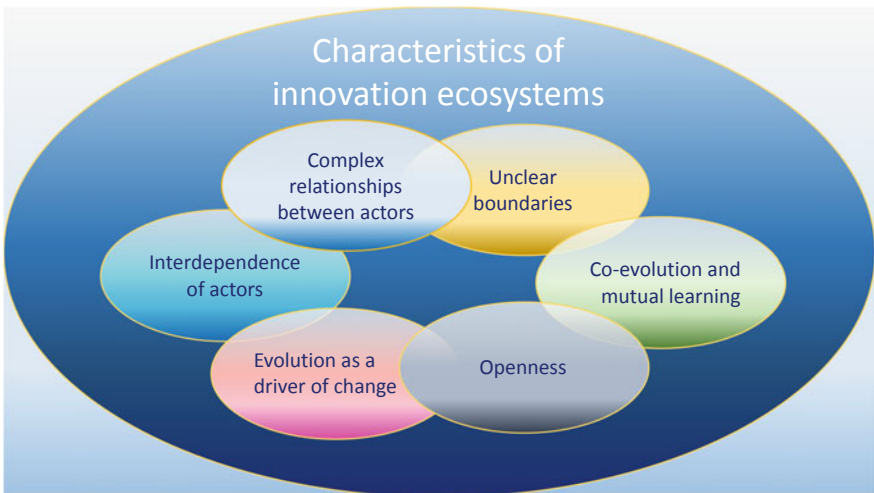 Characteristics of
innovation ecosystems
Complex
relationships
between actors
Unclear
boundaries
Interdependence
of actors
Co-evolution and
mutual learning
Evolution as a
driver of change
Openness